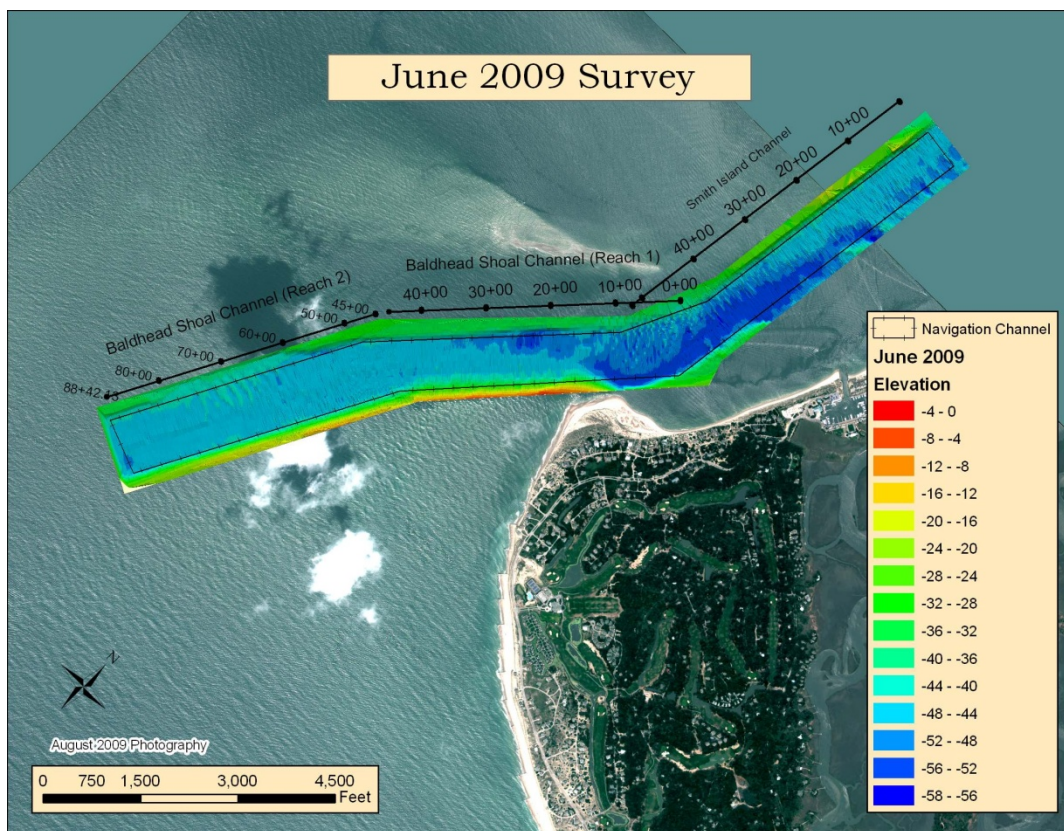 June 2009 Survey
10+00
20+00
Smith Island Channel
30+00
40+00
Baldhead Shoal Channel (Reach 1)
0+00
10+00
20+00
30+00
40+00
Baldhead Shoal Channel (Reach 2)
45+00
50+00
60+00
70+00
80+00
88+42.13
Navigation Channel
June 2009
Elevation
-4 - 0
-8 - -4
-12 - -8
-16 - -12
-20 - -16
-24 - -20
-28 - -24
-32 - -28
-36 - -32
-40 - -36
-44 - -40
-48 - -44
-52 - -48
-56 - -52
-58 - -56
N
August 2009 Photography
0 750 1,500 3,000 4,500
Feet